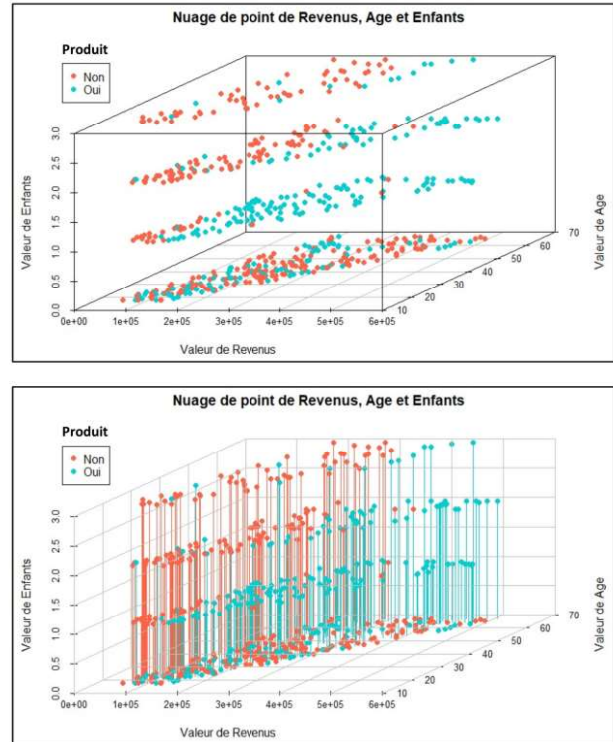 Nuage de point de Revenus, Age et Enfants
Produit
Non
Oui
3.0
2.5
2.0
1.5
1.0
0.5
0.0
Valeur de Enfants
0e+00 1e+05 2e+05 3e+05 4e+05 5e+05 6e+05
Valeur de Revenus
10 20 30 40 50 60 70
Valeur de Age
Nuage de point de Revenus, Age et Enfants
Produit
Non
Oui
3.0
2.5
2.0
1.5
1.0
0.5
0.0
Valeur de Enfants
0e+00 1e+05 2e+05 3e+05 4e+05 5e+05 6e+05
Valeur de Revenus
10 20 30 40 50 60 70
Valeur de Age